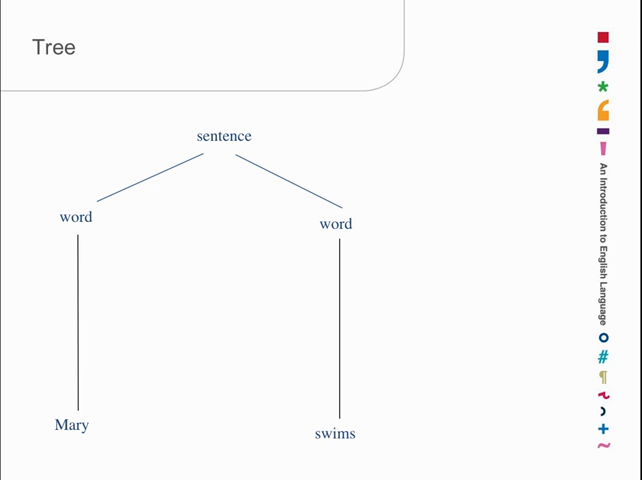 Tree
sentence
word
word
Mary
swims
An Introduction to English Language